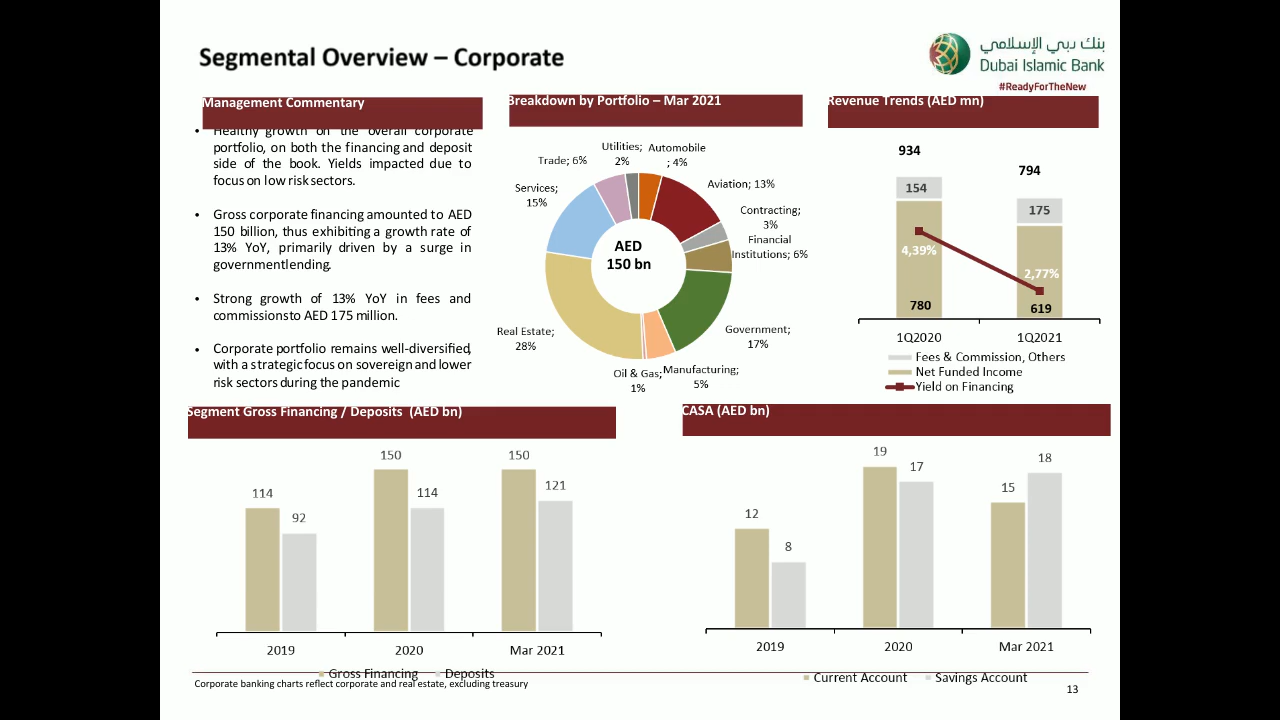 Segmental Overview – Corporate
بنك دبي الإسلامي
Dubai Islamic Bank
#ReadyForTheNew
Management Commentary
• Healthy growth on the overall corporate
portfolio, on both the financing and deposit
side of the book. Yields impacted due to
focus on low risk sectors.
• Gross corporate financing amounted to AED
150 billion, thus exhibiting a growth rate of
13% YoY, primarily driven by a surge in
government lending.
• Strong growth of 13% YoY in fees and
commissions to AED 175 million.
• Corporate portfolio remains well-diversified,
with a strategic focus on sovereign and lower
risk sectors during the pandemic
Breakdown by Portfolio – Mar 2021
Utilities;
2%
Automobile
; 4%
Trade; 6%
Aviation; 13%
Services;
15%
Contracting;
3%
Financial
Institutions; 6%
AED
150 bn
Real Estate;
28%
Government;
17%
Oil & Gas;
1%
Manufacturing;
5%
Revenue Trends (AED mn)
934
794
154
175
4,39%
2,77%
780
619
1Q2020
1Q2021
Fees & Commission, Others
Net Funded Income
Yield on Financing
Segment Gross Financing / Deposits (AED bn)
114
92
150
114
150
121
2019
2020
Mar 2021
Gross Financing
Deposits
CASA (AED bn)
12
8
19
17
15
18
2019
2020
Mar 2021
Current Account
Savings Account
Corporate banking charts reflect corporate and real estate, excluding treasury
13